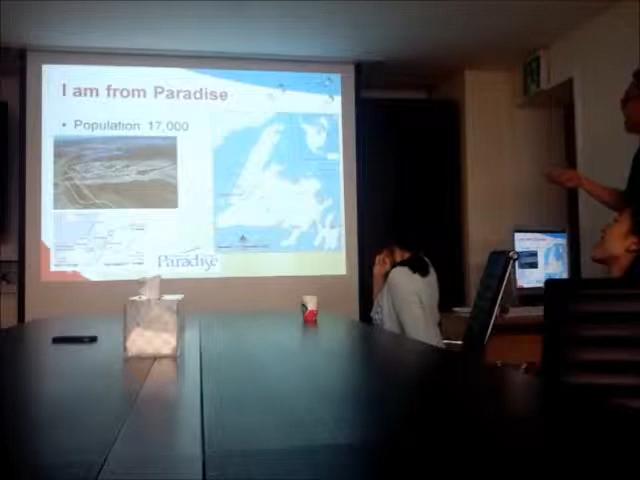 I am from Paradise
• Population: 17,000
Paradise